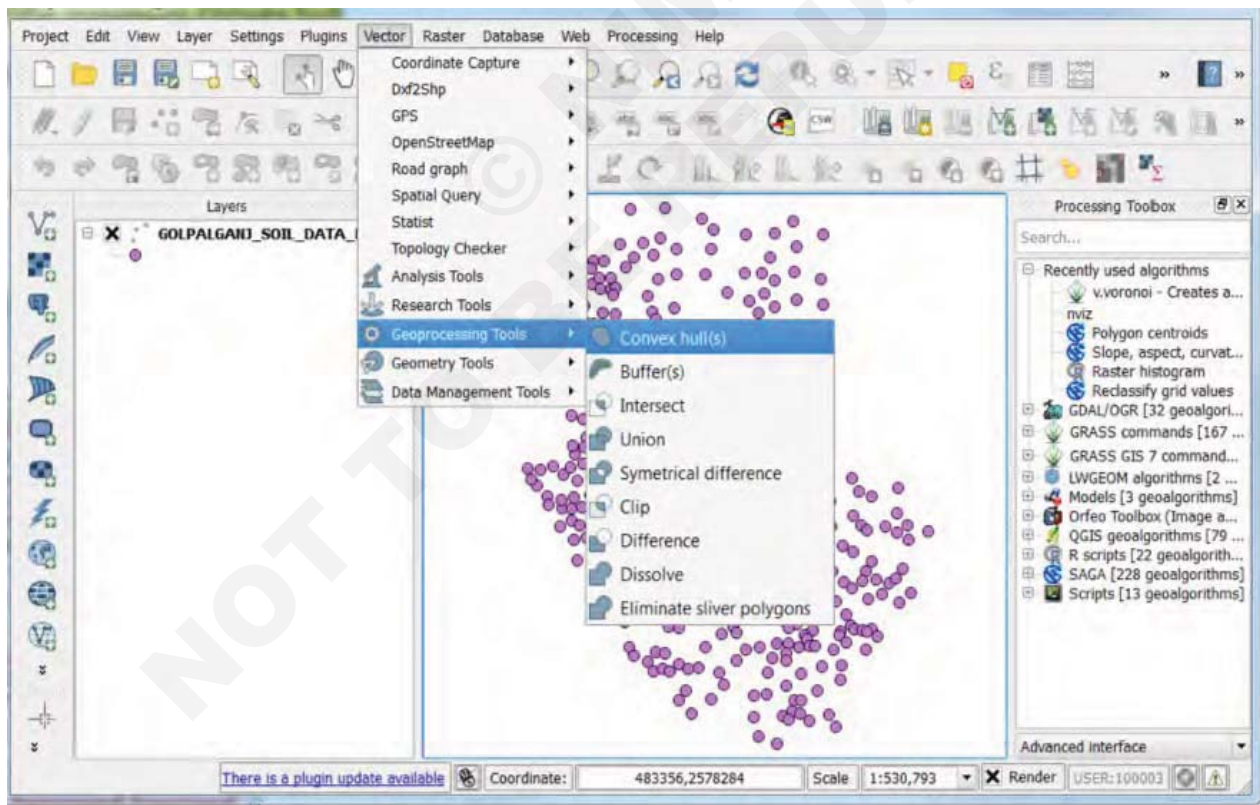 Project Edit View Layer Settings Plugins Vector Raster Database Web Processing Help
Coordinate Capture
Dxf2Shp
GPS
OpenStreetMap
Road graph
Spatial Query
Statist
Topology Checker
Analysis Tools
Research Tools
Geoprocessing Tools
Geometry Tools
Data Management Tools
Convex hull(s)
Buffer(s)
Intersect
Union
Symetrical difference
Clip
Difference
Dissolve
Eliminate sliver polygons
CSW
Layers
GOLPALGANJ_SOIL_DATA_
Processing Toolbox
Search...
Recently used algorithms
v.voronoi - Creates a...
nviz
Polygon centroids
Slope, aspect, curvat...
Raster histogram
Reclassify grid values
GDAL/OGR [32 geoalgori...
GRASS commands [167 ...
GRASS GIS 7 command...
LWGEOM algorithms [2 ...
Models [3 geoalgorithms]
Orfeo Toolbox (Image a...
QGIS geoalgorithms [79 ...
R scripts [22 geoalgorith...
SAGA [228 geoalgorithms]
Scripts [13 geoalgorithms]
Advanced interface
There is a plugin update available Coordinate: 483356,2578284 Scale 1:530,793 Render USER:100003
NOT TO BE
©